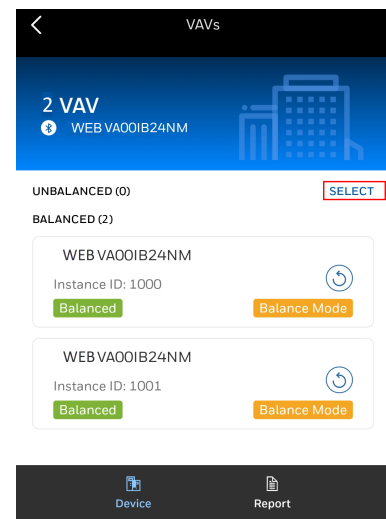 VAVs
2 VAV
WEB VA00IB24NM
UNBALANCED (0)
SELECT
BALANCED (2)
WEB VA00IB24NM
Instance ID: 1000
Balanced
Balance Mode
WEB VA00IB24NM
Instance ID: 1001
Balanced
Balance Mode
Device
Report